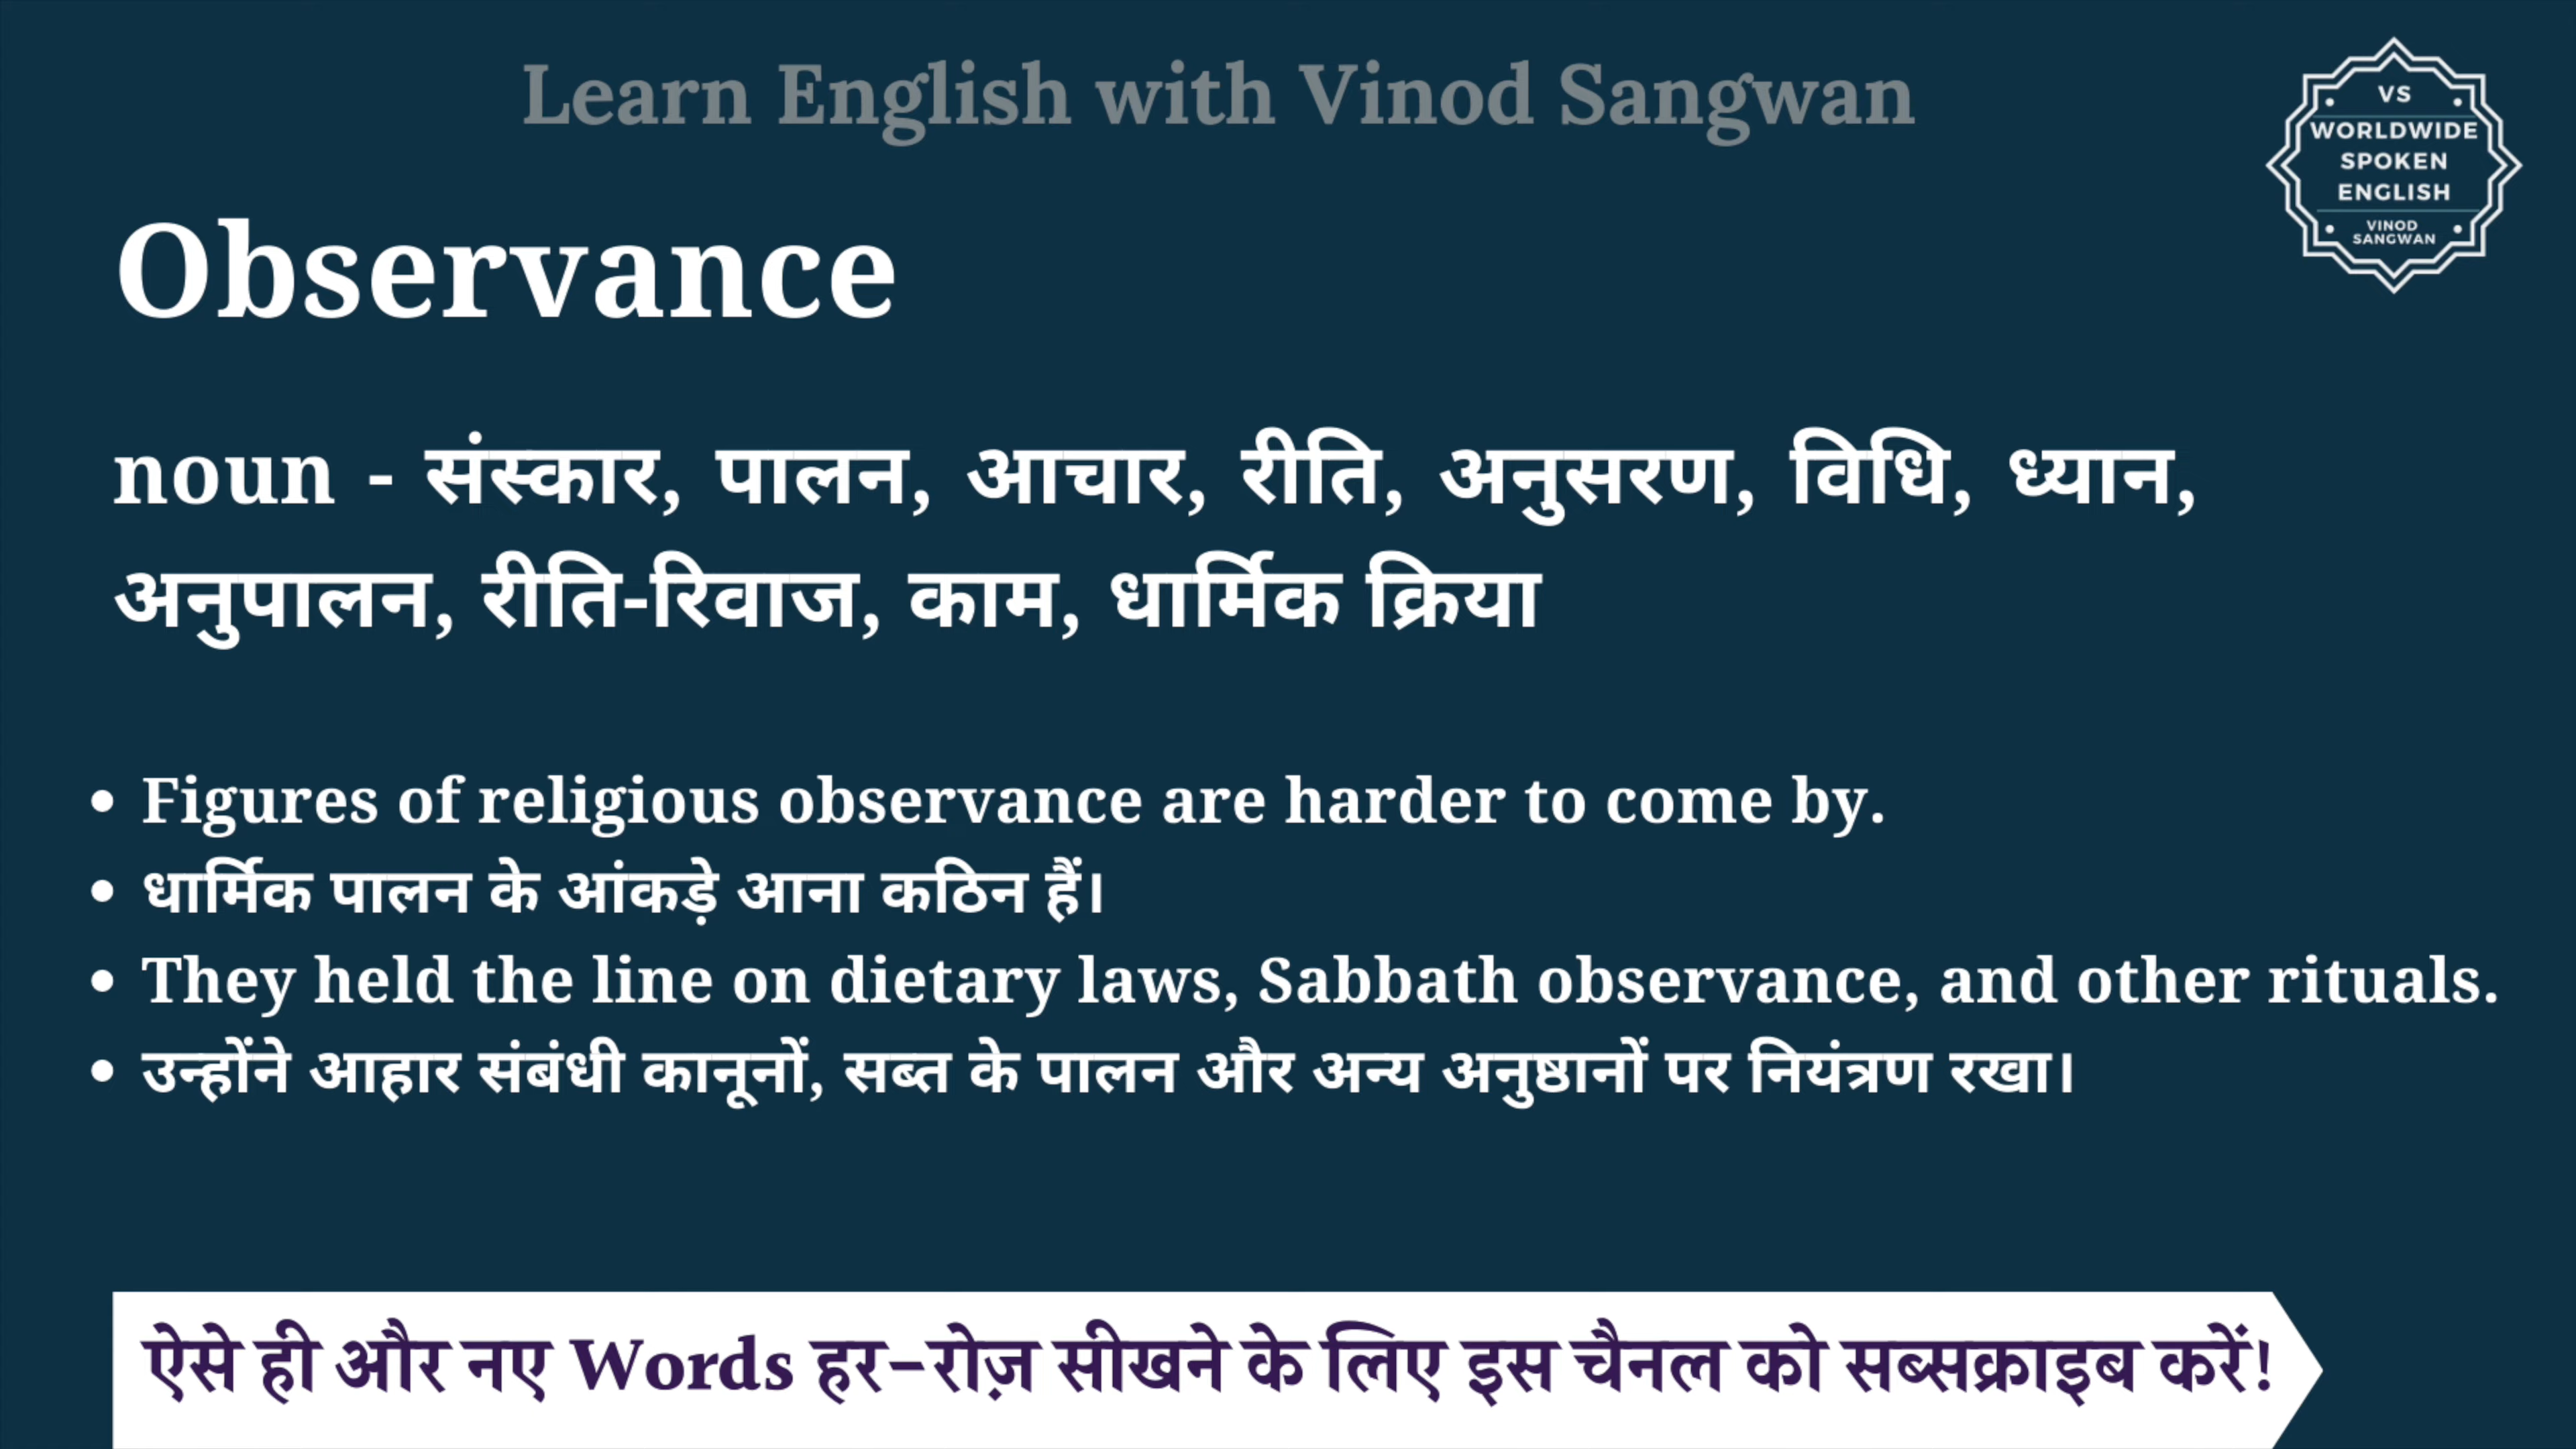 Learn English with Vinod Sangwan
VS
WORLDWIDE
SPOKEN
ENGLISH
VINOD
SANGWAN
Observance
noun - संस्कार, पालन, आचार, रीति, अनुसरण, विधि, ध्यान,
अनुपालन, रीति-रिवाज, काम, धार्मिक क्रिया
• Figures of religious observance are harder to come by.
• धार्मिक पालन के आंकड़े आना कठिन हैं।
• They held the line on dietary laws, Sabbath observance, and other rituals.
• उन्होंने आहार संबंधी कानूनों, सब्त के पालन और अन्य अनुष्ठानों पर नियंत्रण रखा।
ऐसे ही और नए Words हर-रोज़ सीखने के लिए इस चैनल को सब्सक्राइब करें!